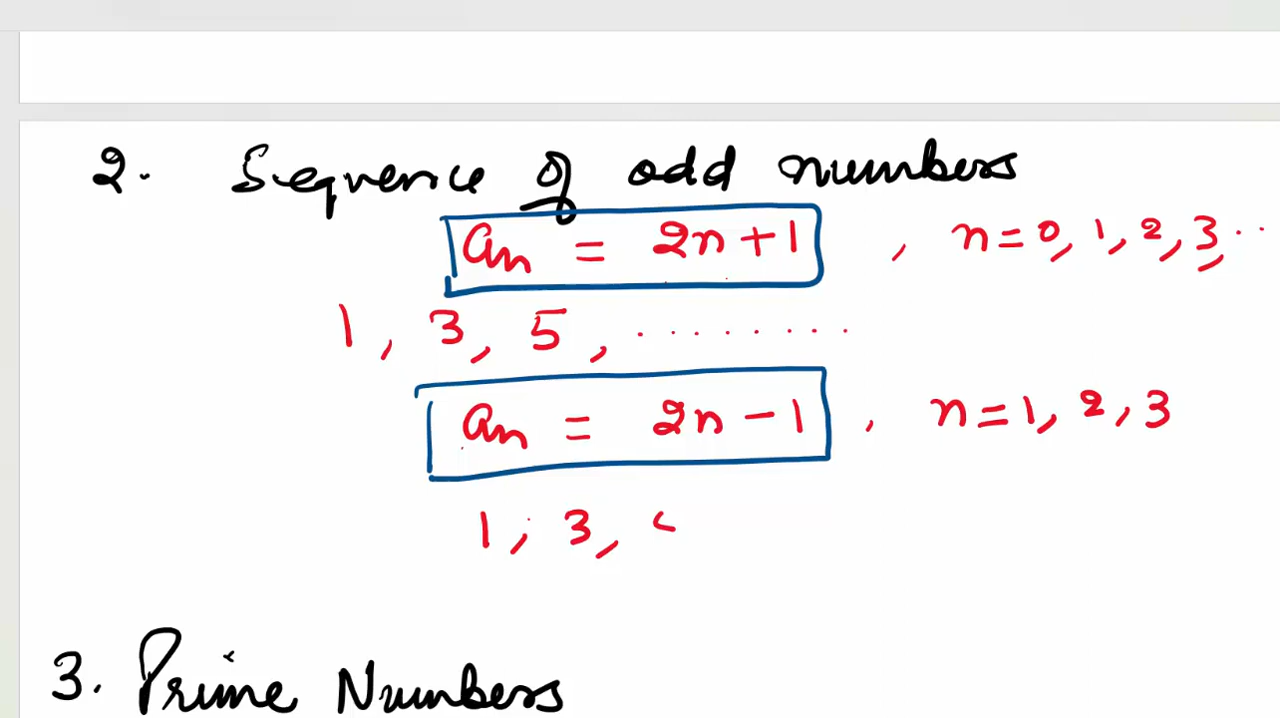 2. Sequence of odd numbers
an = 2n+1 , n=0, 1, 2, 3, ..
1, 3, 5, .........
an = 2n-1 , n=1, 2, 3
1, 3,
3. Prime Numbers